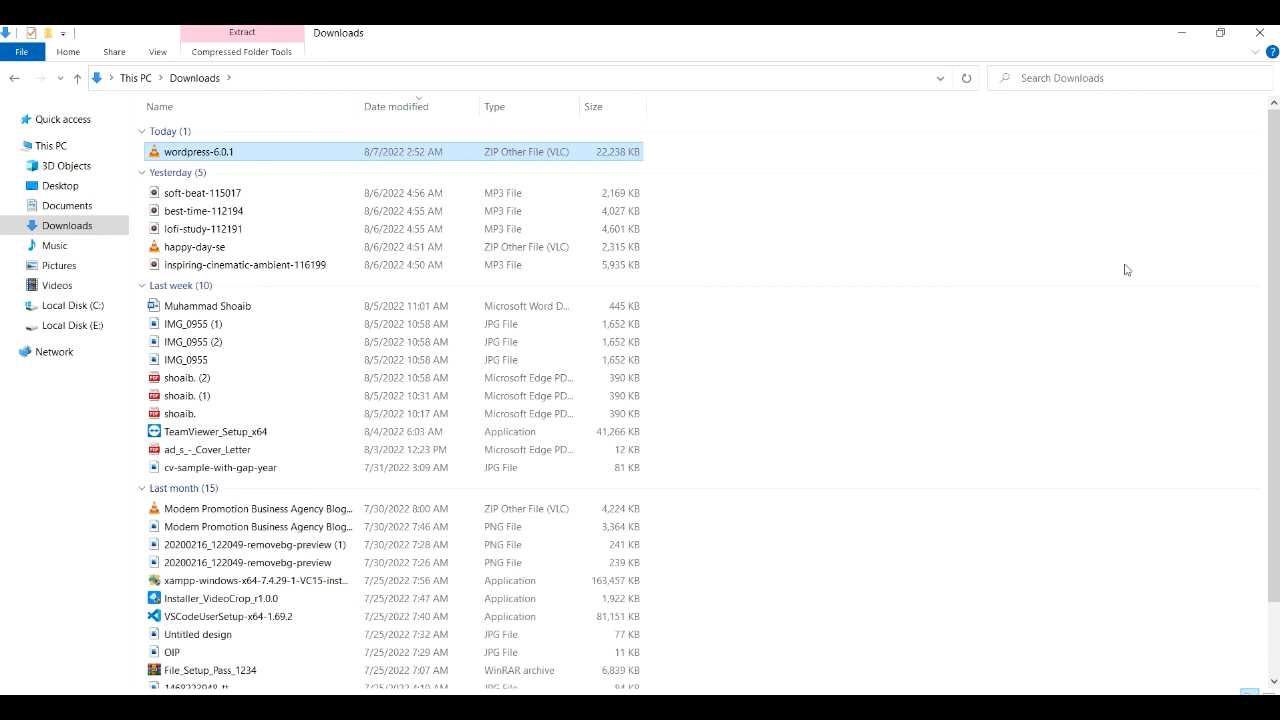 Extract Downloads
File Home Share View Compressed Folder Tools
This PC Downloads Search Downloads
Name Date modified Type Size
Quick access
This PC
3D Objects
Desktop
Documents
Downloads
Music
Pictures
Videos
Local Disk (C:)
Local Disk (E:)
Network
Today (1)
wordpress-6.0.1 8/7/2022 2:52 AM ZIP Other File (VLC) 22,238 KB
Yesterday (5)
soft-beat-115017 8/6/2022 4:56 AM MP3 File 2,169 KB
best-time-112194 8/6/2022 4:55 AM MP3 File 4,027 KB
lofi-study-112191 8/6/2022 4:55 AM MP3 File 4,601 KB
happy-day-se 8/6/2022 4:51 AM ZIP Other File (VLC) 2,315 KB
inspiring-cinematic-ambient-116199 8/6/2022 4:50 AM MP3 File 5,935 KB
Last week (10)
Muhammad Shoaib 8/5/2022 11:01 AM Microsoft Word D... 445 KB
IMG_0955 (1) 8/5/2022 10:58 AM JPG File 1,652 KB
IMG_0955 (2) 8/5/2022 10:58 AM JPG File 1,652 KB
IMG_0955 8/5/2022 10:58 AM JPG File 1,652 KB
shoaib. (2) 8/5/2022 10:58 AM Microsoft Edge PD... 390 KB
shoaib. (1) 8/5/2022 10:31 AM Microsoft Edge PD... 390 KB
shoaib. 8/5/2022 10:17 AM Microsoft Edge PD... 390 KB
TeamViewer_Setup_x64 8/4/2022 6:03 AM Application 41,266 KB
ad_s_-_Cover_Letter 8/3/2022 12:23 PM Microsoft Edge PD... 12 KB
cv-sample-with-gap-year 7/31/2022 3:09 AM JPG File 81 KB
Last month (15)
Modern Promotion Business Agency Blog... 7/30/2022 8:00 AM ZIP Other File (VLC) 4,224 KB
Modern Promotion Business Agency Blog... 7/30/2022 7:46 AM PNG File 3,364 KB
20200216_122049-removebg-preview (1) 7/30/2022 7:28 AM PNG File 241 KB
20200216_122049-removebg-preview 7/30/2022 7:26 AM PNG File 239 KB
xampp-windows-x64-7.4.29-1-VC15-inst... 7/25/2022 7:56 AM Application 163,457 KB
Installer_VideoCrop_r1.0.0 7/25/2022 7:47 AM Application 1,922 KB
VSCodeUserSetup-x64-1.69.2 7/25/2022 7:40 AM Application 81,151 KB
Untitled design 7/25/2022 7:32 AM JPG File 77 KB
OIP 7/25/2022 7:29 AM JPG File 11 KB
File_Setup_Pass_1234 7/25/2022 7:07 AM WinRAR archive 6,839 KB